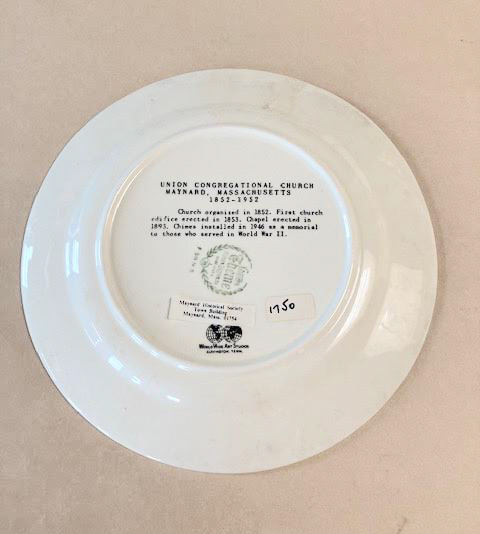 UNION CONGREGATIONAL CHURCH
MAYNARD, MASSACHUSETTS
1852-1952
Church organized in 1852. First church
edifice erected in 1853. Chapel erected in
1893. Chimes installed in 1946 as a memorial
to those who served in World War II.
Maynard Historical Society
Town Building
Maynard, Mass. 01754
1750
WORLD WIDE ART STUDIOS
COVINGTON, TENN.